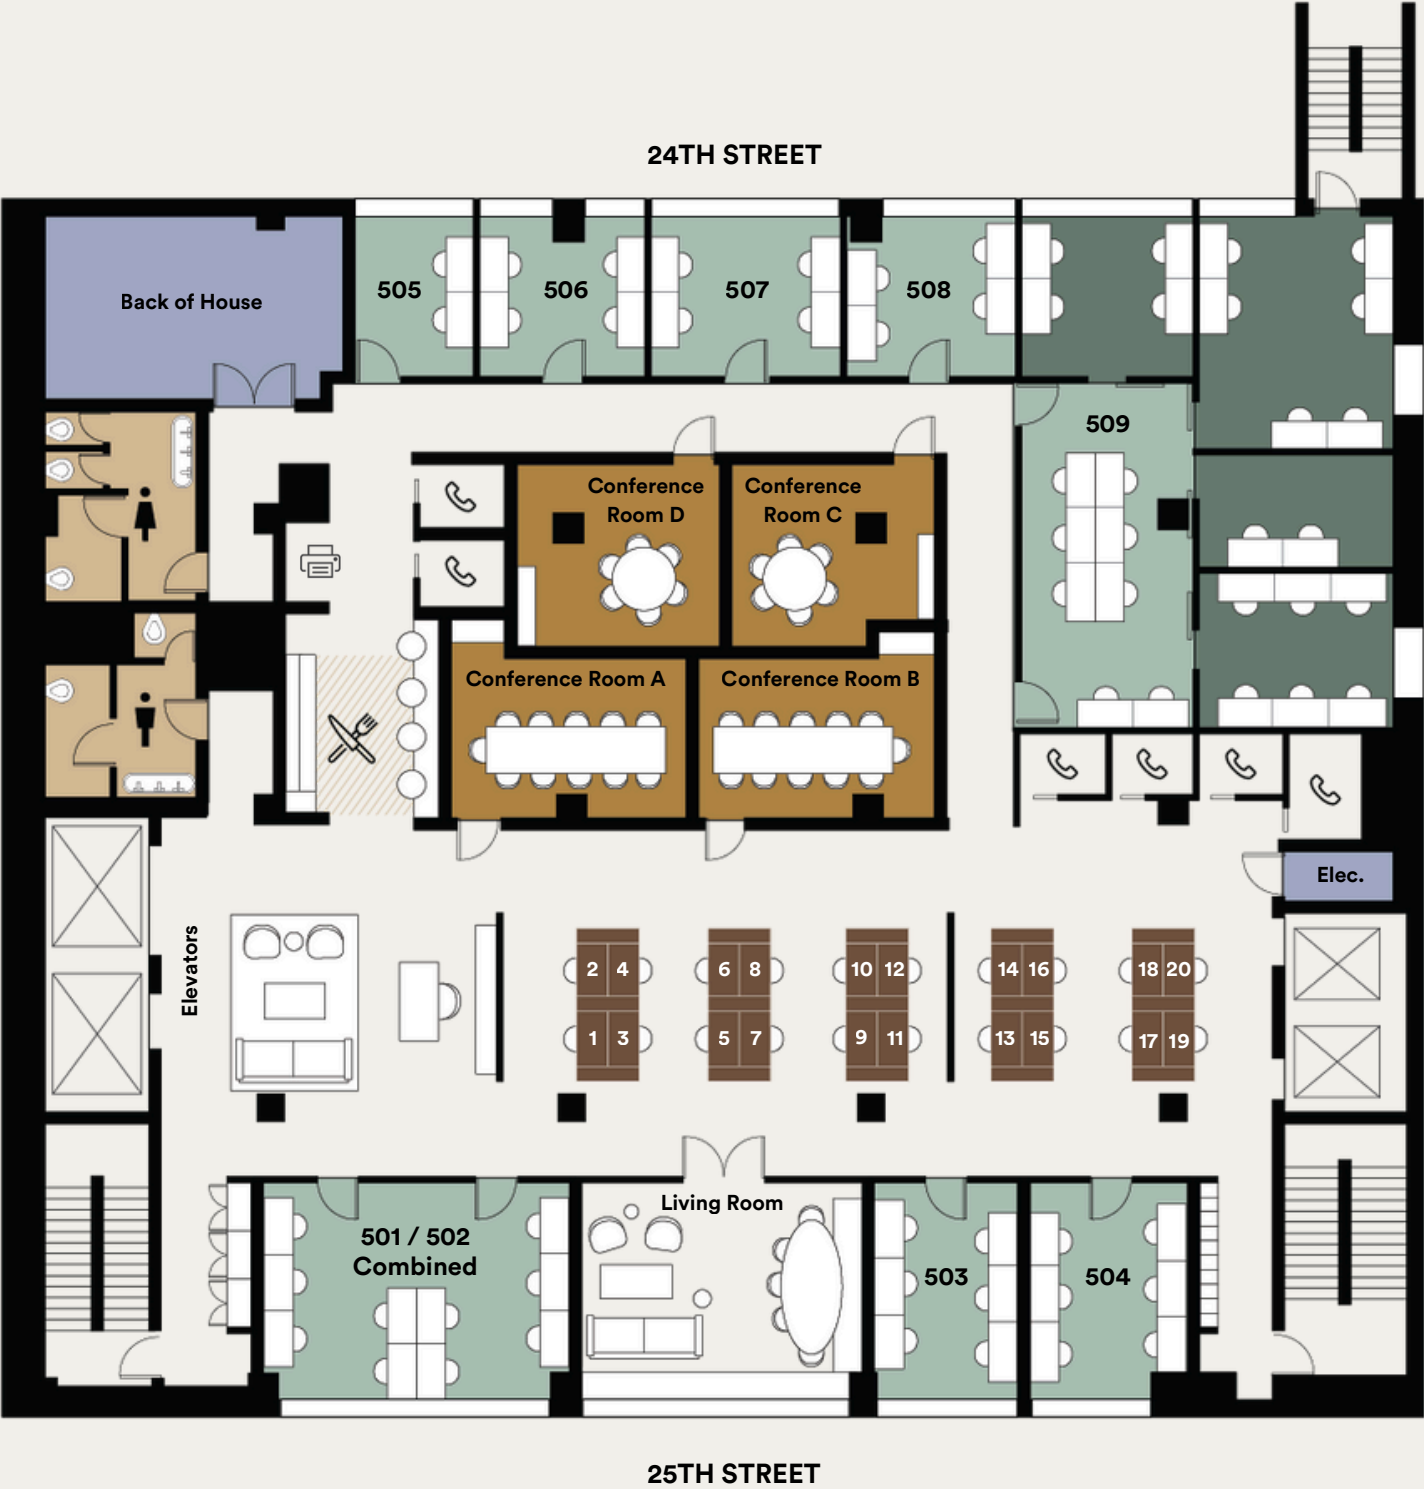 24TH STREET
Back of House
505
506
507
508
509
Conference
Room D
Conference
Room C
Conference Room A
Conference Room B
Elec.
Elevators
2 4
6 8
10 12
14 16
18 20
1 3
5 7
9 11
13 15
17 19
Living Room
501 / 502
Combined
503
504
25TH STREET